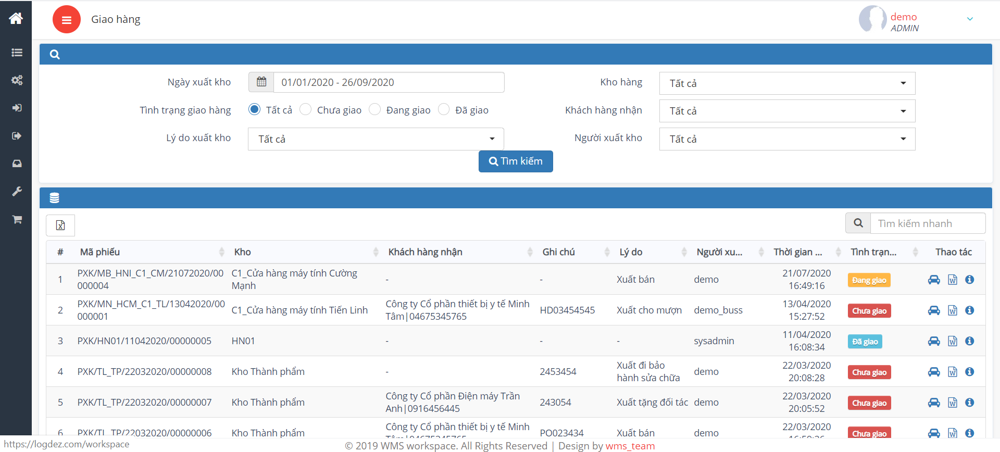 Giao hàng
demo
ADMIN
Ngày xuất kho
01/01/2020 - 26/09/2020
Kho hàng
Tất cả
Tình trạng giao hàng
Tất cả
Chưa giao
Đang giao
Đã giao
Khách hàng nhận
Tất cả
Lý do xuất kho
Tất cả
Người xuất kho
Tất cả
Tìm kiếm
Tìm kiếm nhanh
# Mã phiếu Kho Khách hàng nhận Ghi chú Lý do Người xu... Thời gian ... Tình trạn... Thao tác
1 PXK/MB_HNI_C1_CM/21072020/00 C1_Cửa hàng máy tính Cường - - Xuất bán demo 21/07/2020 Đang giao
000004 Mạnh 16:49:16
2 PXK/MN_HCM_C1_TL/13042020/00 C1_Cửa hàng máy tính Tiến Linh Công ty Cổ phần thiết bị y tế Minh HD03454545 Xuất cho mượn demo_buss 13/04/2020 Chưa giao
000001 Tâm|04675345765 15:27:52
3 PXK/HN01/11042020/00000005 HN01 - - - sysadmin 11/04/2020 Đã giao
16:08:34
4 PXK/TL_TP/22032020/00000008 Kho Thành phẩm - 2453454 Xuất đi bảo demo 22/03/2020 Chưa giao
hành sửa chữa 20:08:28
5 PXK/TL_TP/22032020/00000007 Kho Thành phẩm Công ty Cổ phần Điện máy Trần 243054 Xuất tặng đối tác demo 22/03/2020 Chưa giao
Anh|0916456445 20:05:52
6 PXK/TL_TP/22032020/00000006 Kho Thành phẩm Công ty Cổ phần thiết bị y tế Minh PO023434 Xuất bán demo 22/03/2020 Chưa giao
https://logdez.com/workspace
© 2019 WMS workspace. All Rights Reserved | Design by wms_team